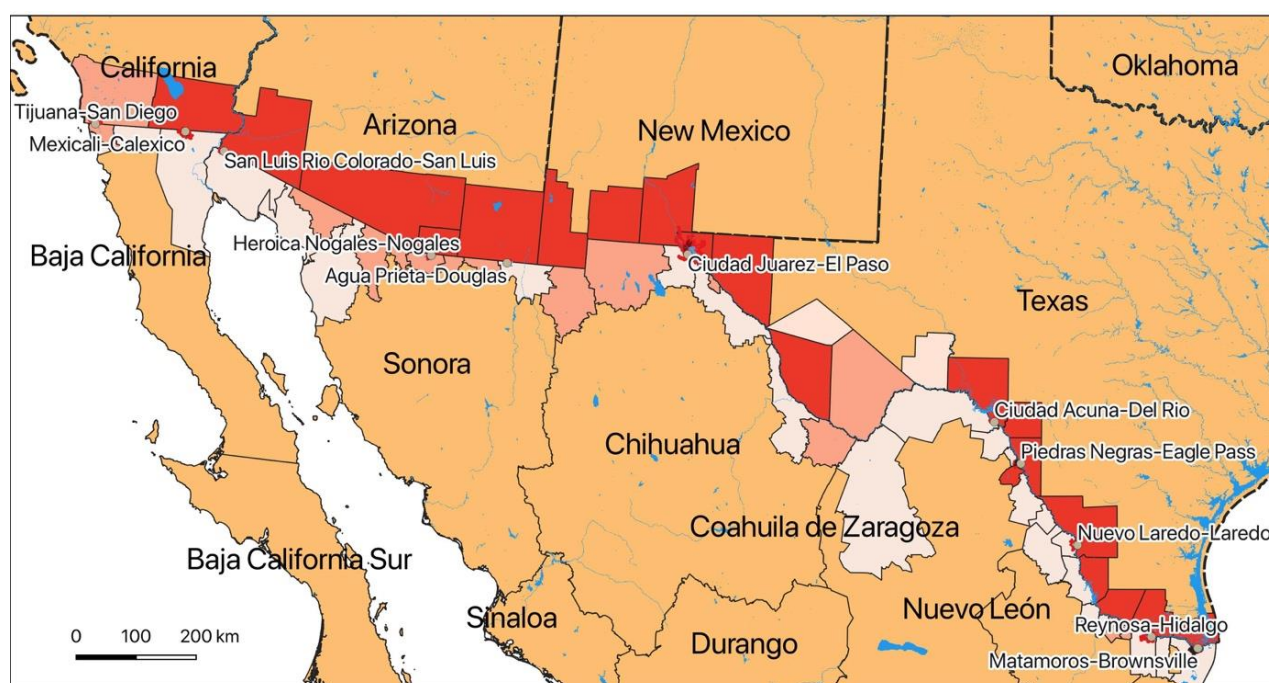 Oklahoma
California
Tijuana-San Diego
Arizona
New Mexico
Mexicali-Calexico
San Luis Rio Colorado-San Luis
Heroica Nogales-Nogales
Baja California
Ciudad Juarez-El Paso
Agua Prieta-Douglas
Texas
Sonora
Ciudad Acuna-Del Rio
Chihuahua
Piedras Negras-Eagle Pass
Coahuila de Zaragoza
Nuevo Laredo-Laredo
Baja California Sur
Sinaloa
Nuevo León
Reynosa-Hidalgo
0 100 200 km
Durango
Matamoros-Brownsville